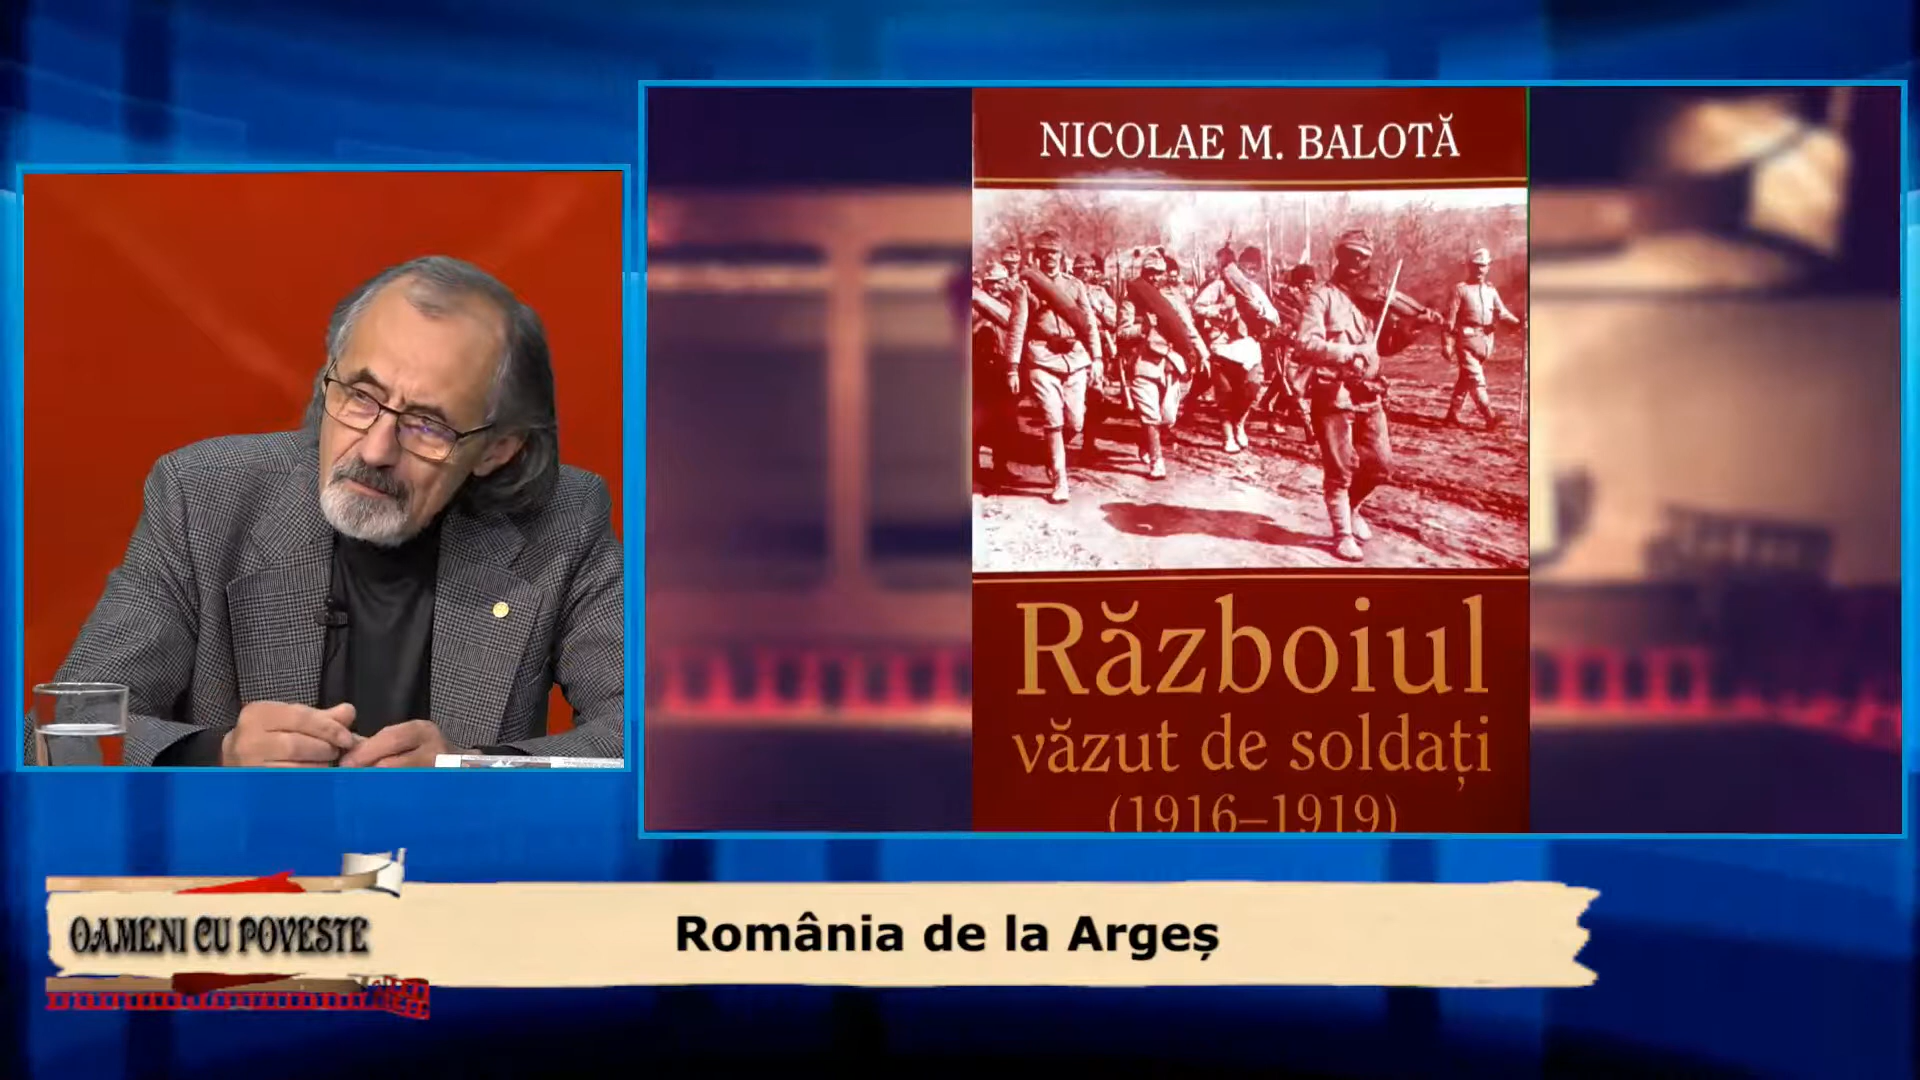 NICOLAE M. BALOTĂ
Războiul
văzut de soldați
(1916–1919)
OAMENI CU POVESTE
România de la Argeș